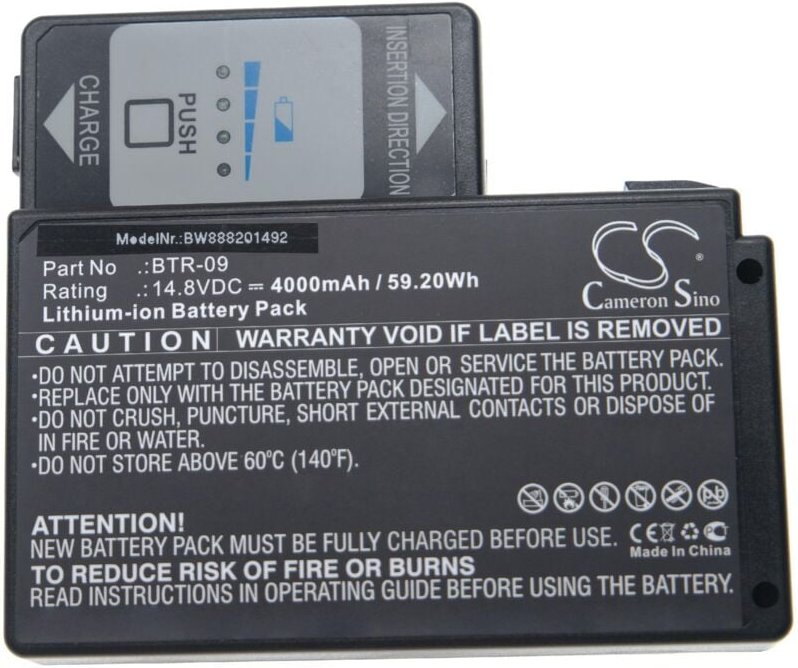 CHARGE
PUSH
INSERTION DIRECTION
ModelNr.:BW888201492
Part No .:BTR-09
Rating .:14.8VDC ⎓ 4000mAh / 59.20Wh
Lithium-ion Battery Pack
CS
Cameron Sino
CAUTION WARRANTY VOID IF LABEL IS REMOVED
•DO NOT ATTEMPT TO DISASSEMBLE, OPEN OR SERVICE THE BATTERY PACK.
•REPLACE ONLY WITH THE BATTERY PACK DESIGNATED FOR THIS PRODUCT.
•DO NOT CRUSH, PUNCTURE, SHORT EXTERNAL CONTACTS OR DISPOSE OF
IN FIRE OR WATER.
•DO NOT STORE ABOVE 60°C (140°F).
Pb
ATTENTION!
NEW BATTERY PACK MUST BE FULLY CHARGED BEFORE USE.
CE
Made In China
TO REDUCE RISK OF FIRE OR BURNS
READ OPERATING GUIDE SUPPLIED BEFORE USING THE BATTERY.